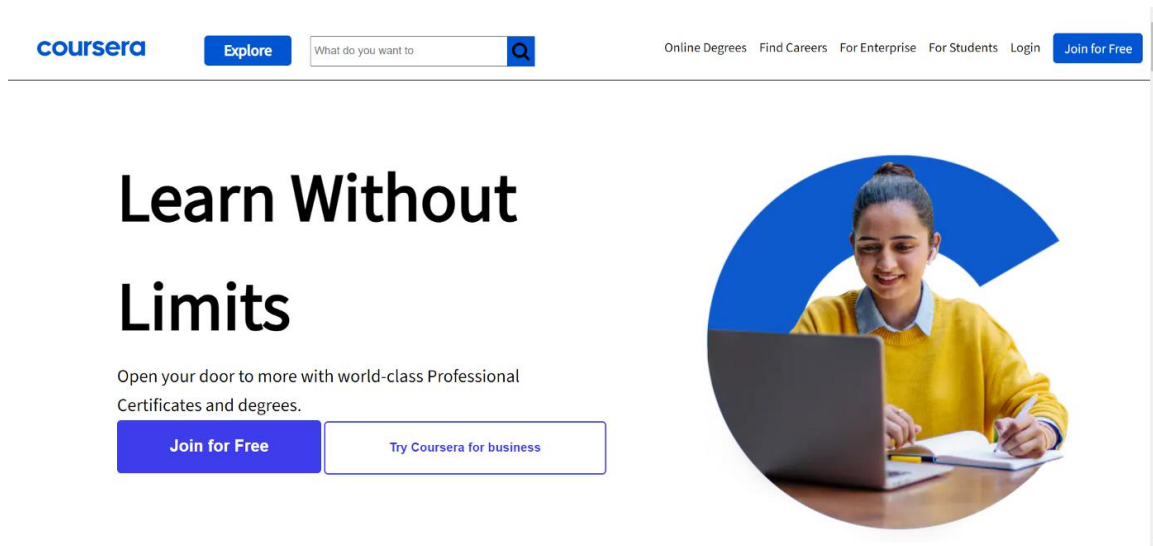 coursera
Explore
What do you want to
Online Degrees Find Careers For Enterprise For Students Login Join for Free
Learn Without
Limits
Open your door to more with world-class Professional
Certificates and degrees.
Join for Free
Try Coursera for business